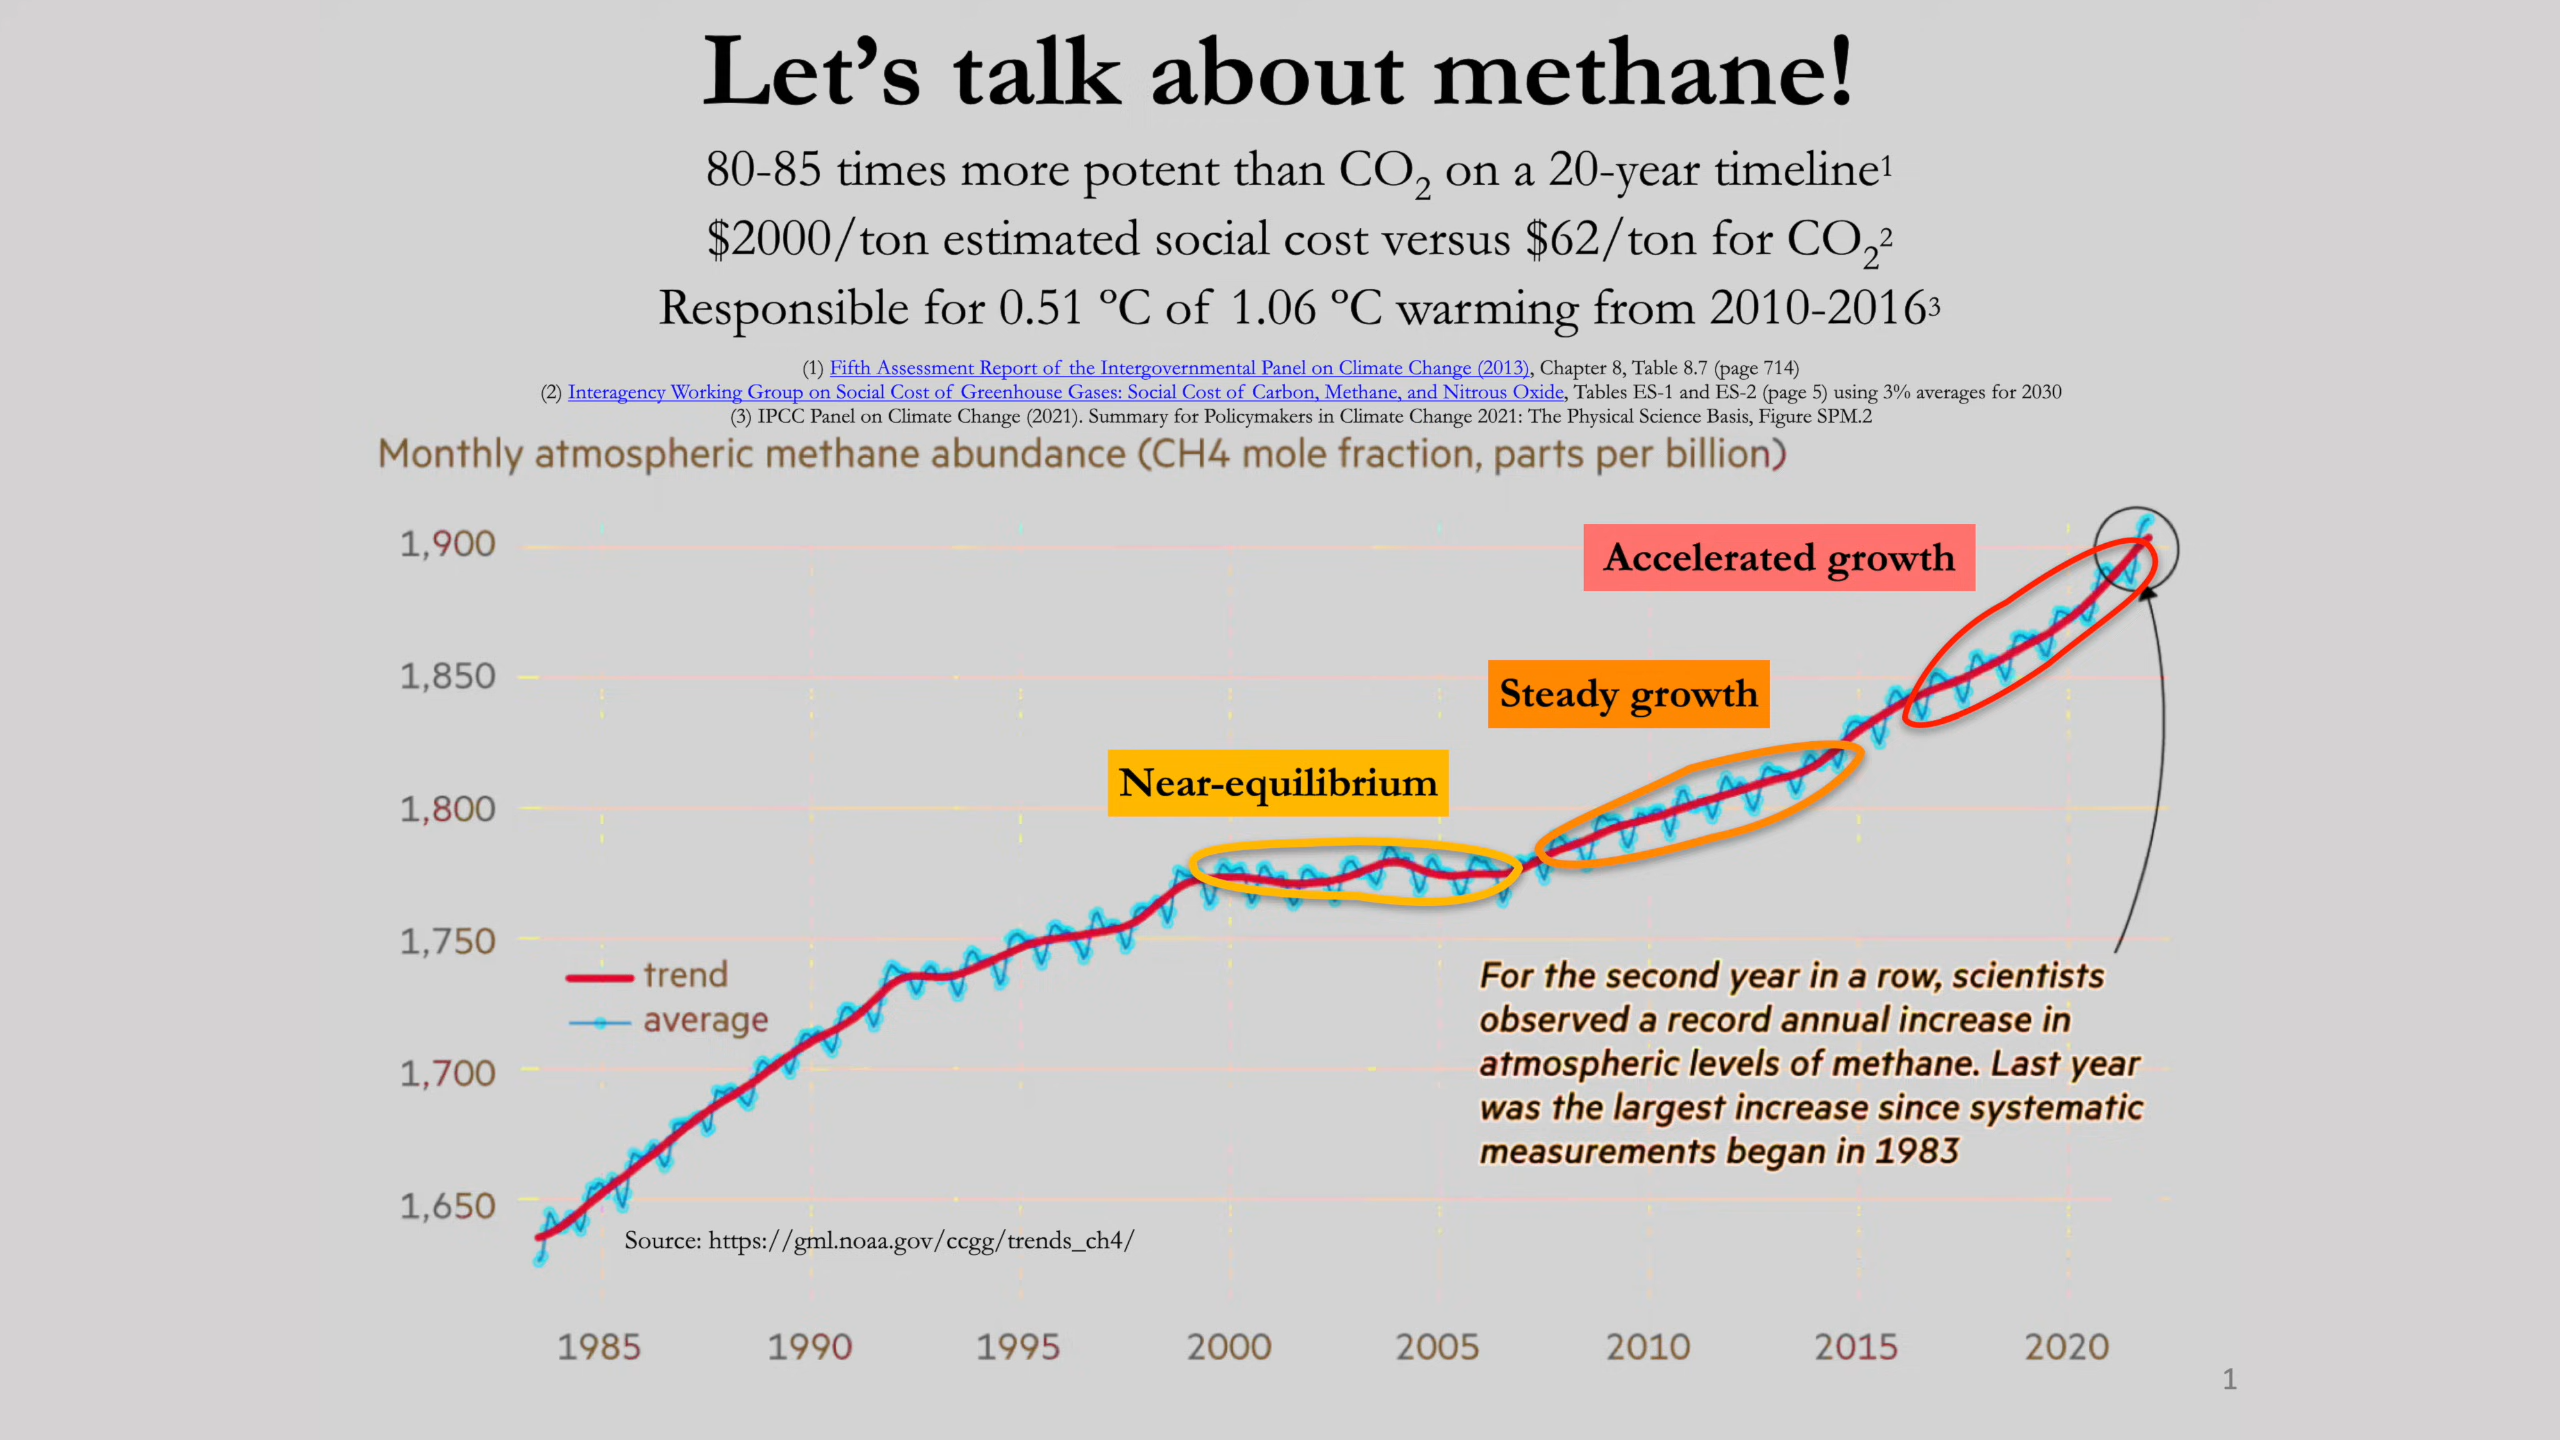 Let’s talk about methane!
80-85 times more potent than CO₂ on a 20-year timeline¹
$2000/ton estimated social cost versus $62/ton for CO₂²
Responsible for 0.51 ºC of 1.06 ºC warming from 2010-2016³
(1) Fifth Assessment Report of the Intergovernmental Panel on Climate Change (2013), Chapter 8, Table 8.7 (page 714)
(2) Interagency Working Group on Social Cost of Greenhouse Gases: Social Cost of Carbon, Methane, and Nitrous Oxide, Tables ES-1 and ES-2 (page 5) using 3% averages for 2030
(3) IPCC Panel on Climate Change (2021). Summary for Policymakers in Climate Change 2021: The Physical Science Basis, Figure SPM.2
Monthly atmospheric methane abundance (CH4 mole fraction, parts per billion)
1,900
Accelerated growth
1,850
Steady growth
1,800
Near-equilibrium
1,750
trend
average
For the second year in a row, scientists
observed a record annual increase in
atmospheric levels of methane. Last year
was the largest increase since systematic
measurements began in 1983
1,700
1,650
Source: https://gml.noaa.gov/ccgg/trends_ch4/
1985 1990 1995 2000 2005 2010 2015 2020
1